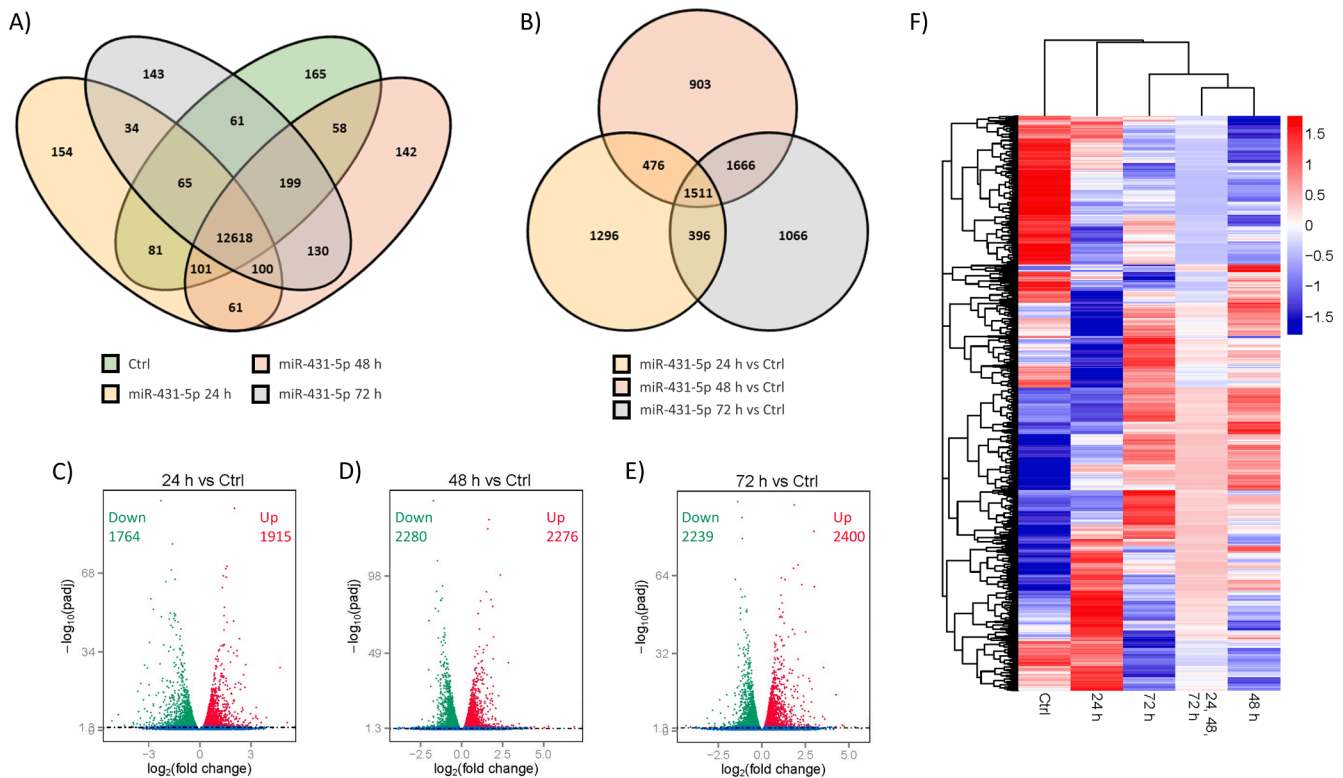 A)
143
165
34
61
58
154
142
65
199
12618
81
101
100
130
61
Ctrl
miR-431-5p 48 h
miR-431-5p 24 h
miR-431-5p 72 h
B)
903
476
1666
1511
1296
396
1066
miR-431-5p 24 h vs Ctrl
miR-431-5p 48 h vs Ctrl
miR-431-5p 72 h vs Ctrl
C)
24 h vs Ctrl
Down
1764
Up
1915
68
34
1.3
−log10(padj)
−3
0.0
3
log2(fold change)
D)
48 h vs Ctrl
Down
2280
Up
2276
98
49
1.3
−log10(padj)
−2.5
0.0
2.5
5.0
log2(fold change)
E)
72 h vs Ctrl
Down
2239
Up
2400
64
32
−log10(padj)
−2.5
0.0
2.5
5.0
log2(fold change)
F)
1.5
1
0.5
0
−0.5
−1
−1.5
Ctrl
24 h
72 h
24, 48,
72 h
48 h